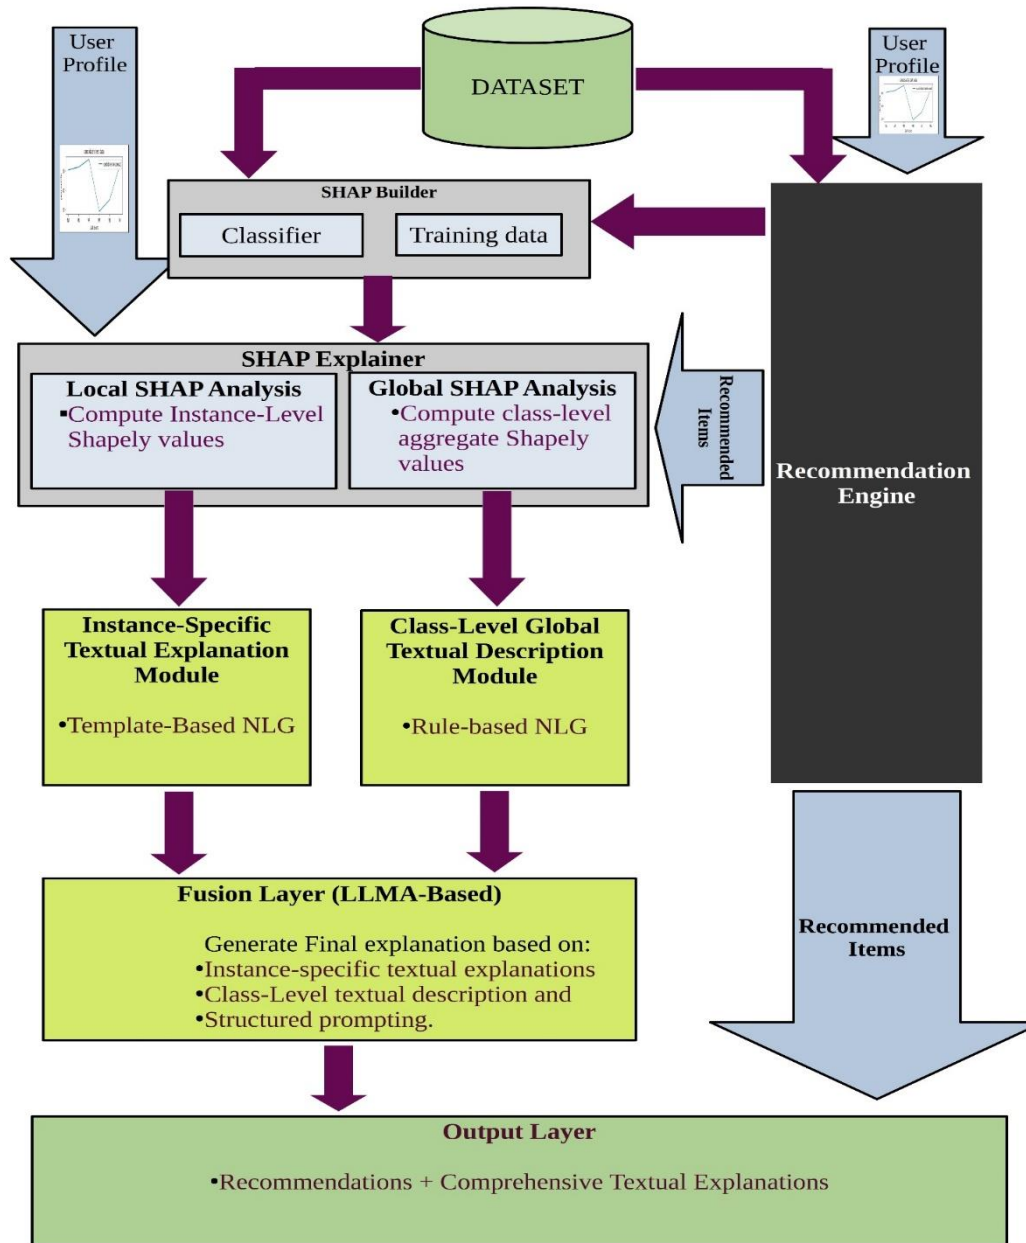 User
Profile
DATASET
User
Profile
SHAP Builder
Classifier
Training data
SHAP Explainer
Local SHAP Analysis
▪Compute Instance-Level
Shapely values
Global SHAP Analysis
•Compute class-level
aggregate Shapely
values
Recommended
Items
Recommendation
Engine
Instance-Specific
Textual Explanation
Module
•Template-Based NLG
Class-Level Global
Textual Description
Module
•Rule-based NLG
Fusion Layer (LLMA-Based)
Generate Final explanation based on:
•Instance-specific textual explanations
•Class-Level textual description and
•Structured prompting.
Recommended
Items
Output Layer
▪Recommendations + Comprehensive Textual Explanations